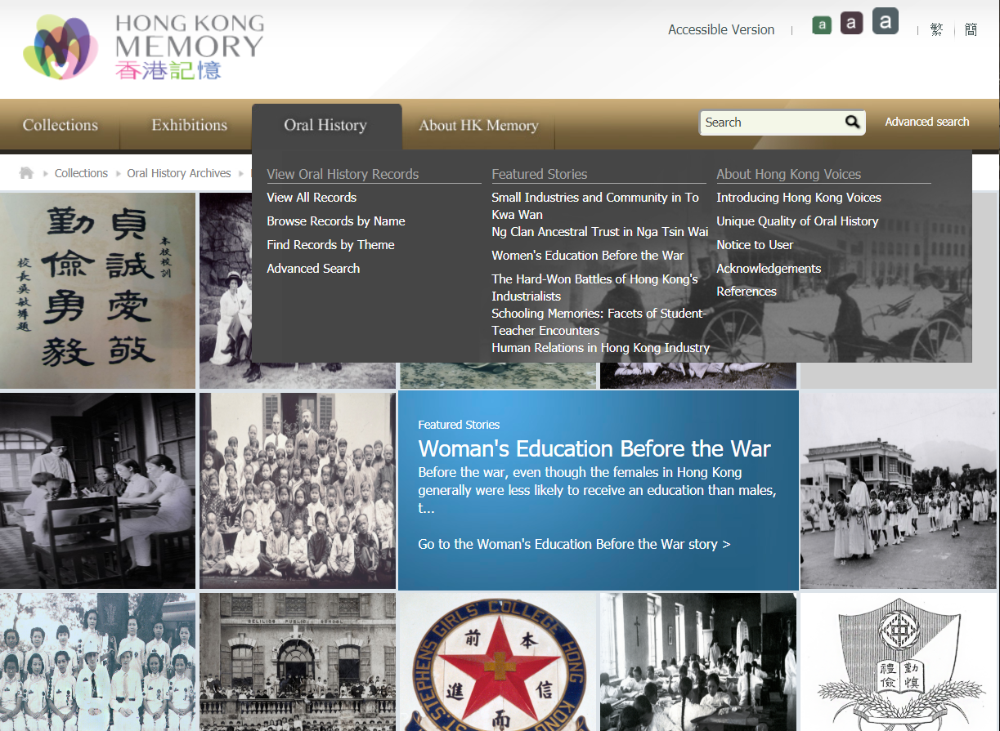 HONG KONG
MEMORY
香港記憶
Accessible Version
a
a
a
繁
簡
Collections
Exhibitions
Oral History
About HK Memory
Search
Advanced search
Collections
Oral History Archives
View Oral History Records
View All Records
Browse Records by Name
Find Records by Theme
Advanced Search
Featured Stories
Small Industries and Community in To
Kwa Wan
Ng Clan Ancestral Trust in Nga Tsin Wai
Women's Education Before the War
The Hard-Won Battles of Hong Kong's
Industrialists
Schooling Memories: Facets of Student-
Teacher Encounters
Human Relations in Hong Kong Industry
About Hong Kong Voices
Introducing Hong Kong Voices
Unique Quality of Oral History
Notice to User
Acknowledgements
References
本校校訓
貞誠愛敬
勤儉勇毅
校長吳敏墀題
Featured Stories
Woman's Education Before the War
Before the war, even though the females in Hong Kong
generally were less likely to receive an education than males,
t...
Go to the Woman's Education Before the War story >
BELILIOS PUBLIC SCHOOL
ST. STEPHENS GIRLS' COLLEGE HONG KONG
前
本
進
信
而
勤慎
禮儉